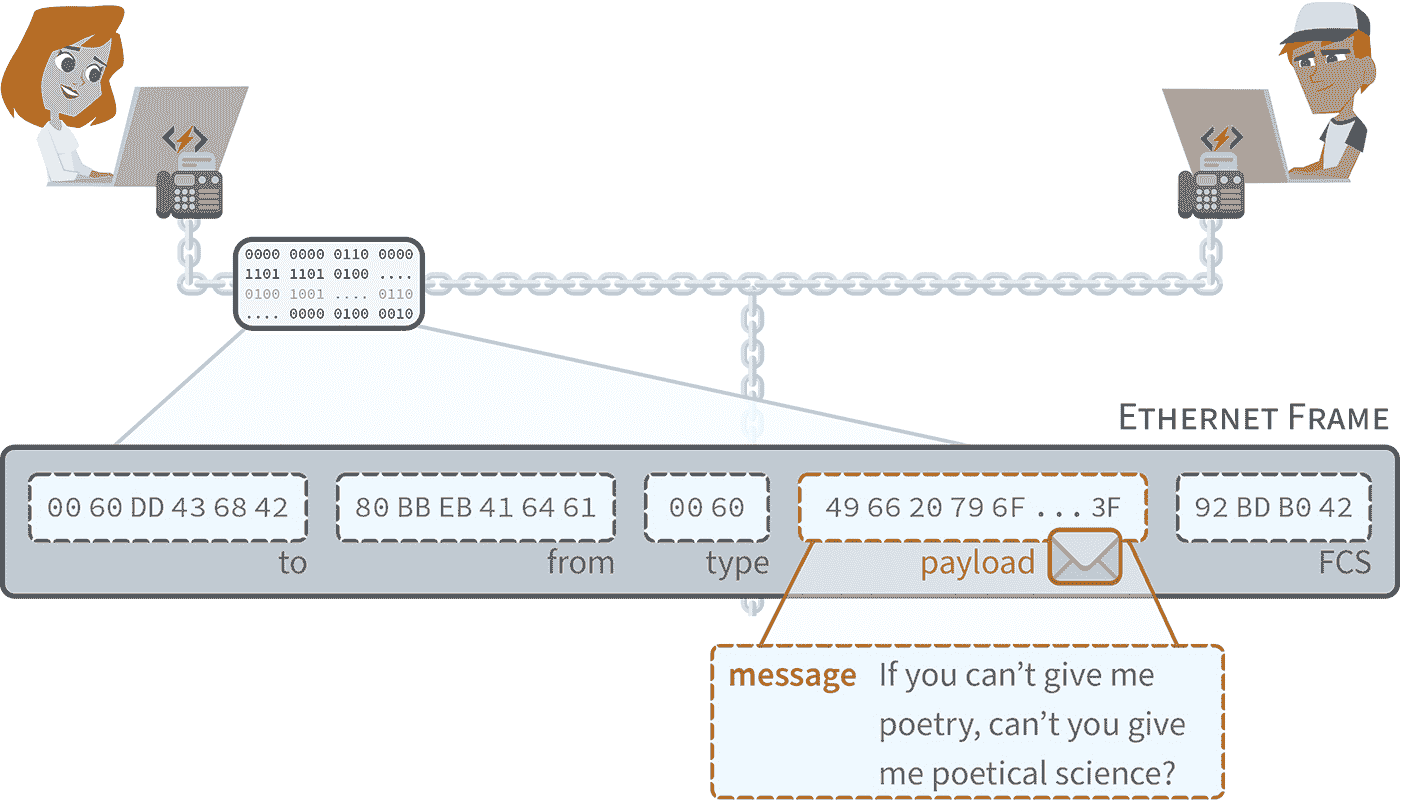 0000 0000 0110 0000
1101 1101 0100 ....
0100 1001 .... 0110
.... 0000 0100 0010
ETHERNET FRAME
00 60 DD 43 68 42
80 BB EB 41 64 61
00 60
49 66 20 79 6F ... 3F
92 BD B0 42
to
from
type
payload
FCS
message If you can’t give me
poetry, can’t you give
me poetical science?